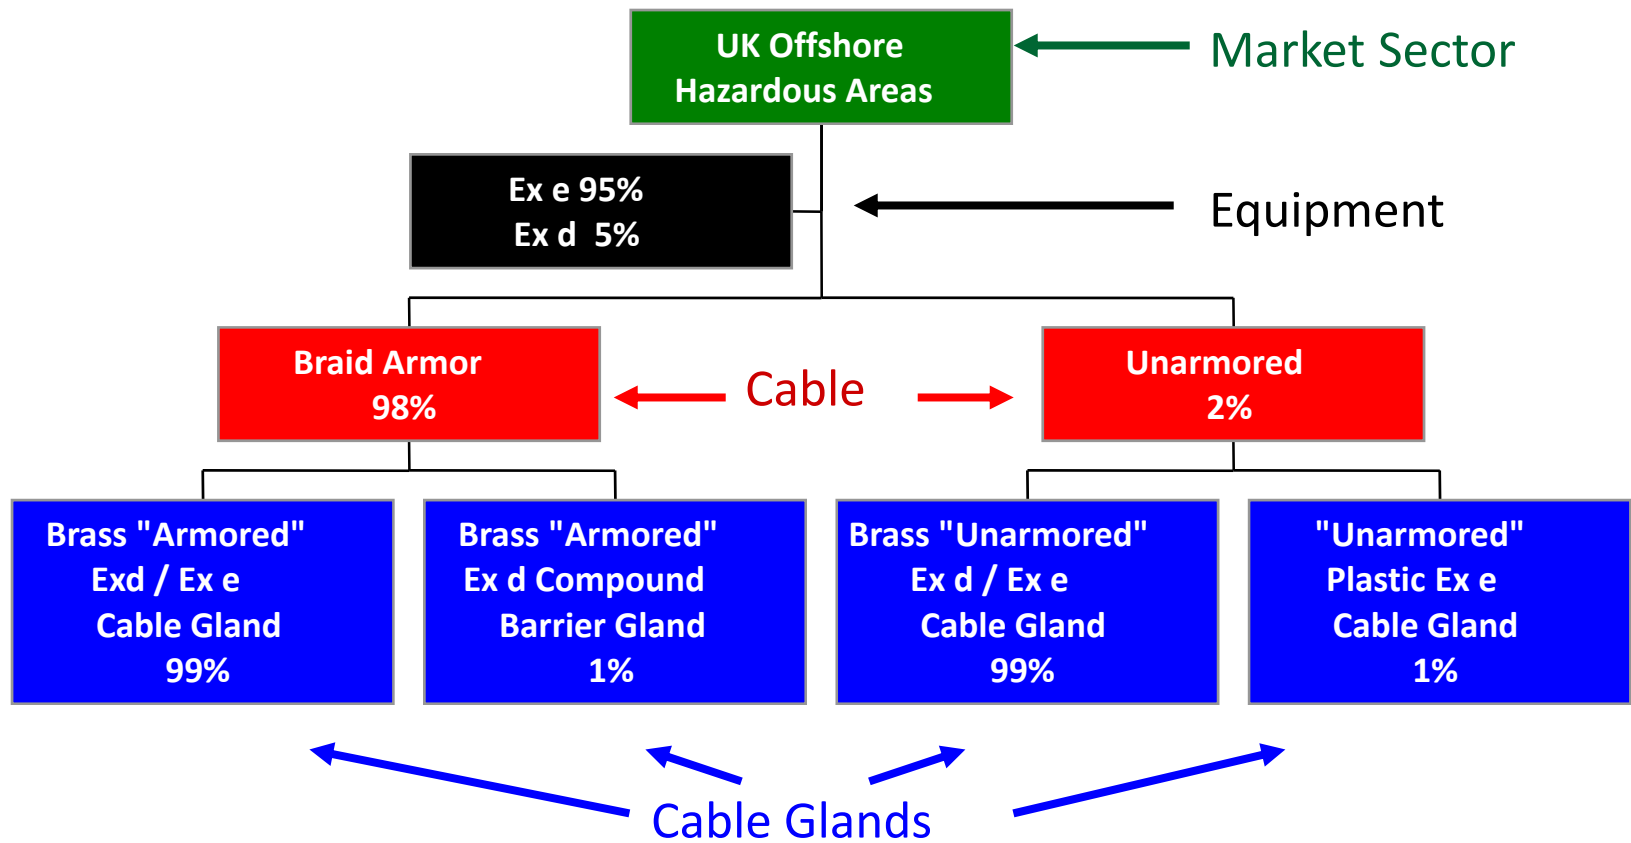 UK Offshore
Hazardous Areas
Market Sector
Ex e 95%
Ex d  5%
Equipment
Braid Armor
98%
Cable
Unarmored
2%
Brass "Armored"
Exd / Ex e
Cable Gland
99%
Brass "Armored"
Ex d Compound
Barrier Gland
1%
Brass "Unarmored"
Ex d / Ex e
Cable Gland
99%
"Unarmored"
Plastic Ex e
Cable Gland
1%
Cable Glands